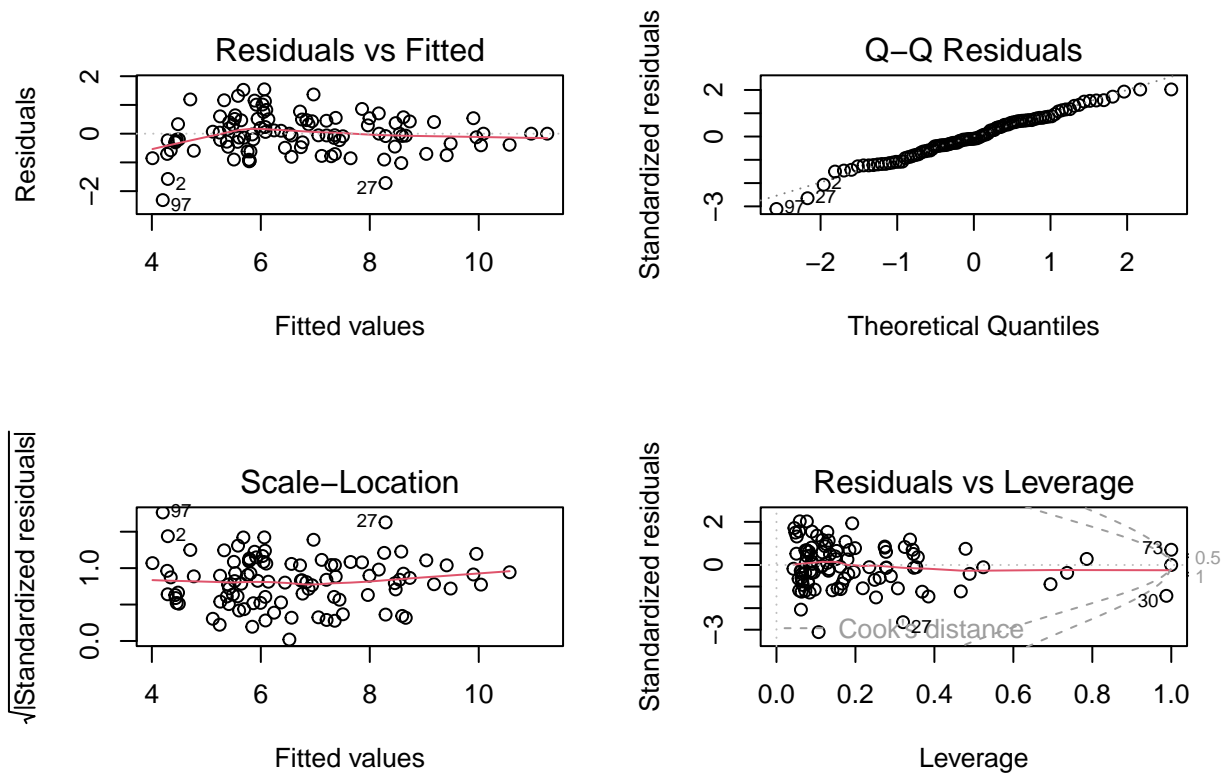 Residuals vs Fitted
Residuals
2
0
−2
2
97
27
4 6 8 10
Fitted values
Q−Q Residuals
Standardized residuals
2
0
−3
97
27
2
−2 −1 0 1 2
Theoretical Quantiles
Scale−Location
√|Standardized residuals|
1.0
0.0
97
2
27
4 6 8 10
Fitted values
Residuals vs Leverage
Standardized residuals
2
0
−3
73
30
27
0.5
1
Cook's distance
0.0 0.2 0.4 0.6 0.8 1.0
Leverage